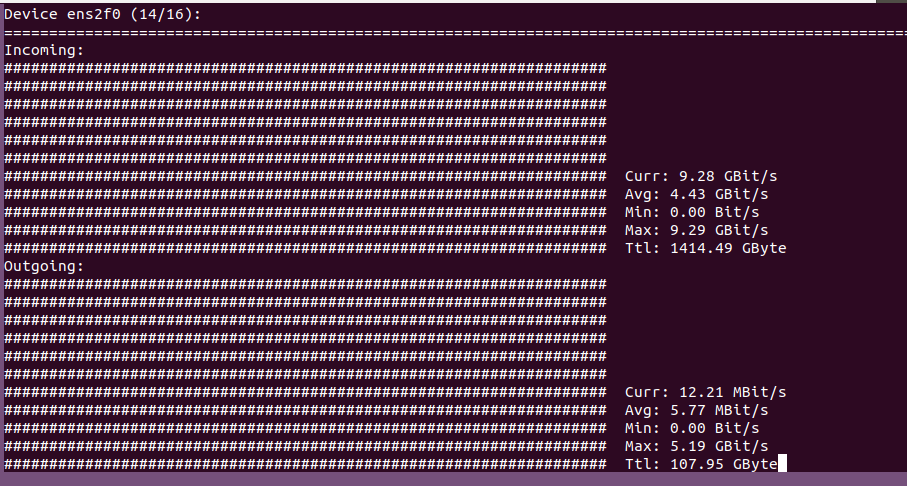 Device ens2f0 (14/16):
====================================================================================================
Incoming:
###################################################################
###################################################################
###################################################################
###################################################################
###################################################################
###################################################################
###################################################################  Curr: 9.28 GBit/s
###################################################################  Avg: 4.43 GBit/s
###################################################################  Min: 0.00 Bit/s
###################################################################  Max: 9.29 GBit/s
###################################################################  Ttl: 1414.49 GByte
Outgoing:
###################################################################
###################################################################
###################################################################
###################################################################
###################################################################
###################################################################
###################################################################  Curr: 12.21 MBit/s
###################################################################  Avg: 5.77 MBit/s
###################################################################  Min: 0.00 Bit/s
###################################################################  Max: 5.19 GBit/s
###################################################################  Ttl: 107.95 GByte